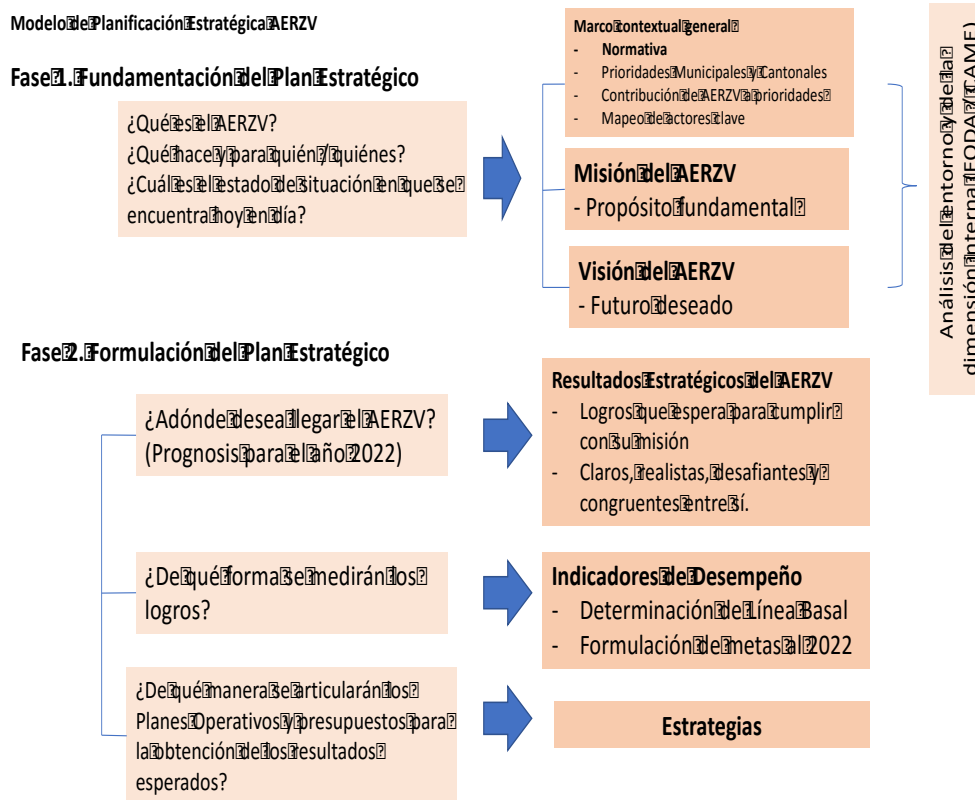 Modelo de Planificación Estratégica AERZV
Fase 1. Fundamentación del Plan Estratégico
¿Qué es el AERZV?
¿Qué hace y para quién / quiénes?
¿Cuál es el estado de situación en que se
encuentra hoy en día?
Marco contextual general
- Normativa
- Prioridades Municipales y Cantonales
- Contribución de AERZV a prioridades
- Mapeo de actores clave
Misión del AERZV
- Propósito fundamental
Visión del AERZV
- Futuro deseado
Análisis del entorno y de la
dimensión interna (FODA / CAME)
Fase 2. Formulación del Plan Estratégico
¿Adónde desea llegar el AERZV?
(Prognosis para el año 2022)
Resultados Estratégicos del AERZV
- Logros que espera para cumplir
con su misión
- Claros, realistas, desafiantes y
congruentes entre sí.
¿De qué forma se medirán los
logros?
Indicadores de Desempeño
- Determinación de Línea Basal
- Formulación de metas al 2022
¿De qué manera se articularán los
Planes Operativos y presupuestos para
la obtención de los resultados
esperados?
Estrategias